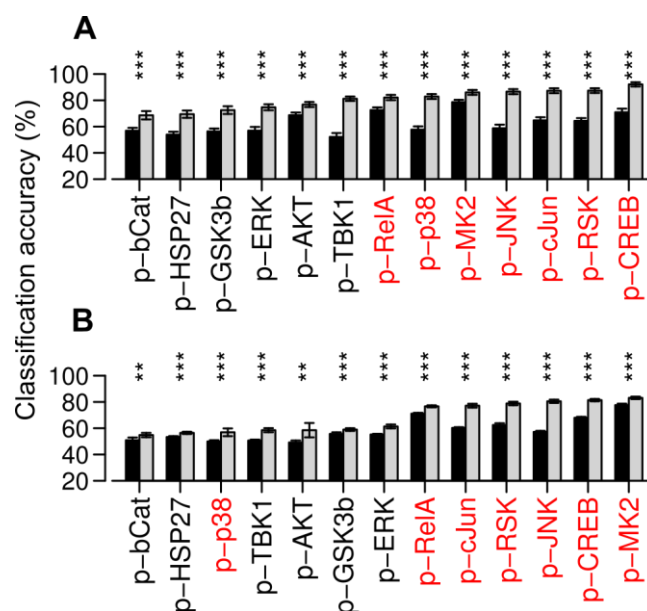 A
*** *** *** *** *** *** *** *** *** *** *** *** ***
100
80
60
40
20
p-bCat
p-HSP27
p-GSK3b
p-ERK
p-AKT
p-TBK1
p-RelA
p-p38
p-MK2
p-JNK
p-cJun
p-RSK
p-CREB
Classification accuracy (%)
B
** *** *** *** ** *** *** *** *** *** *** *** ***
100
80
60
40
20
p-bCat
p-HSP27
p-p38
p-TBK1
p-AKT
p-GSK3b
p-ERK
p-RelA
p-cJun
p-RSK
p-JNK
p-CREB
p-MK2